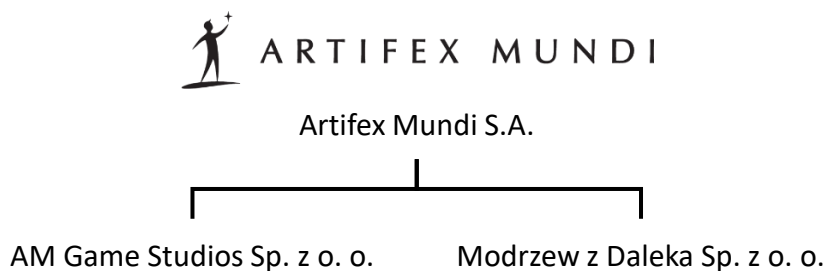 ARTIFEX MUNDI
Artifex Mundi S.A.
AM Game Studios Sp. z o. o.
Modrzew z Daleka Sp. z o. o.